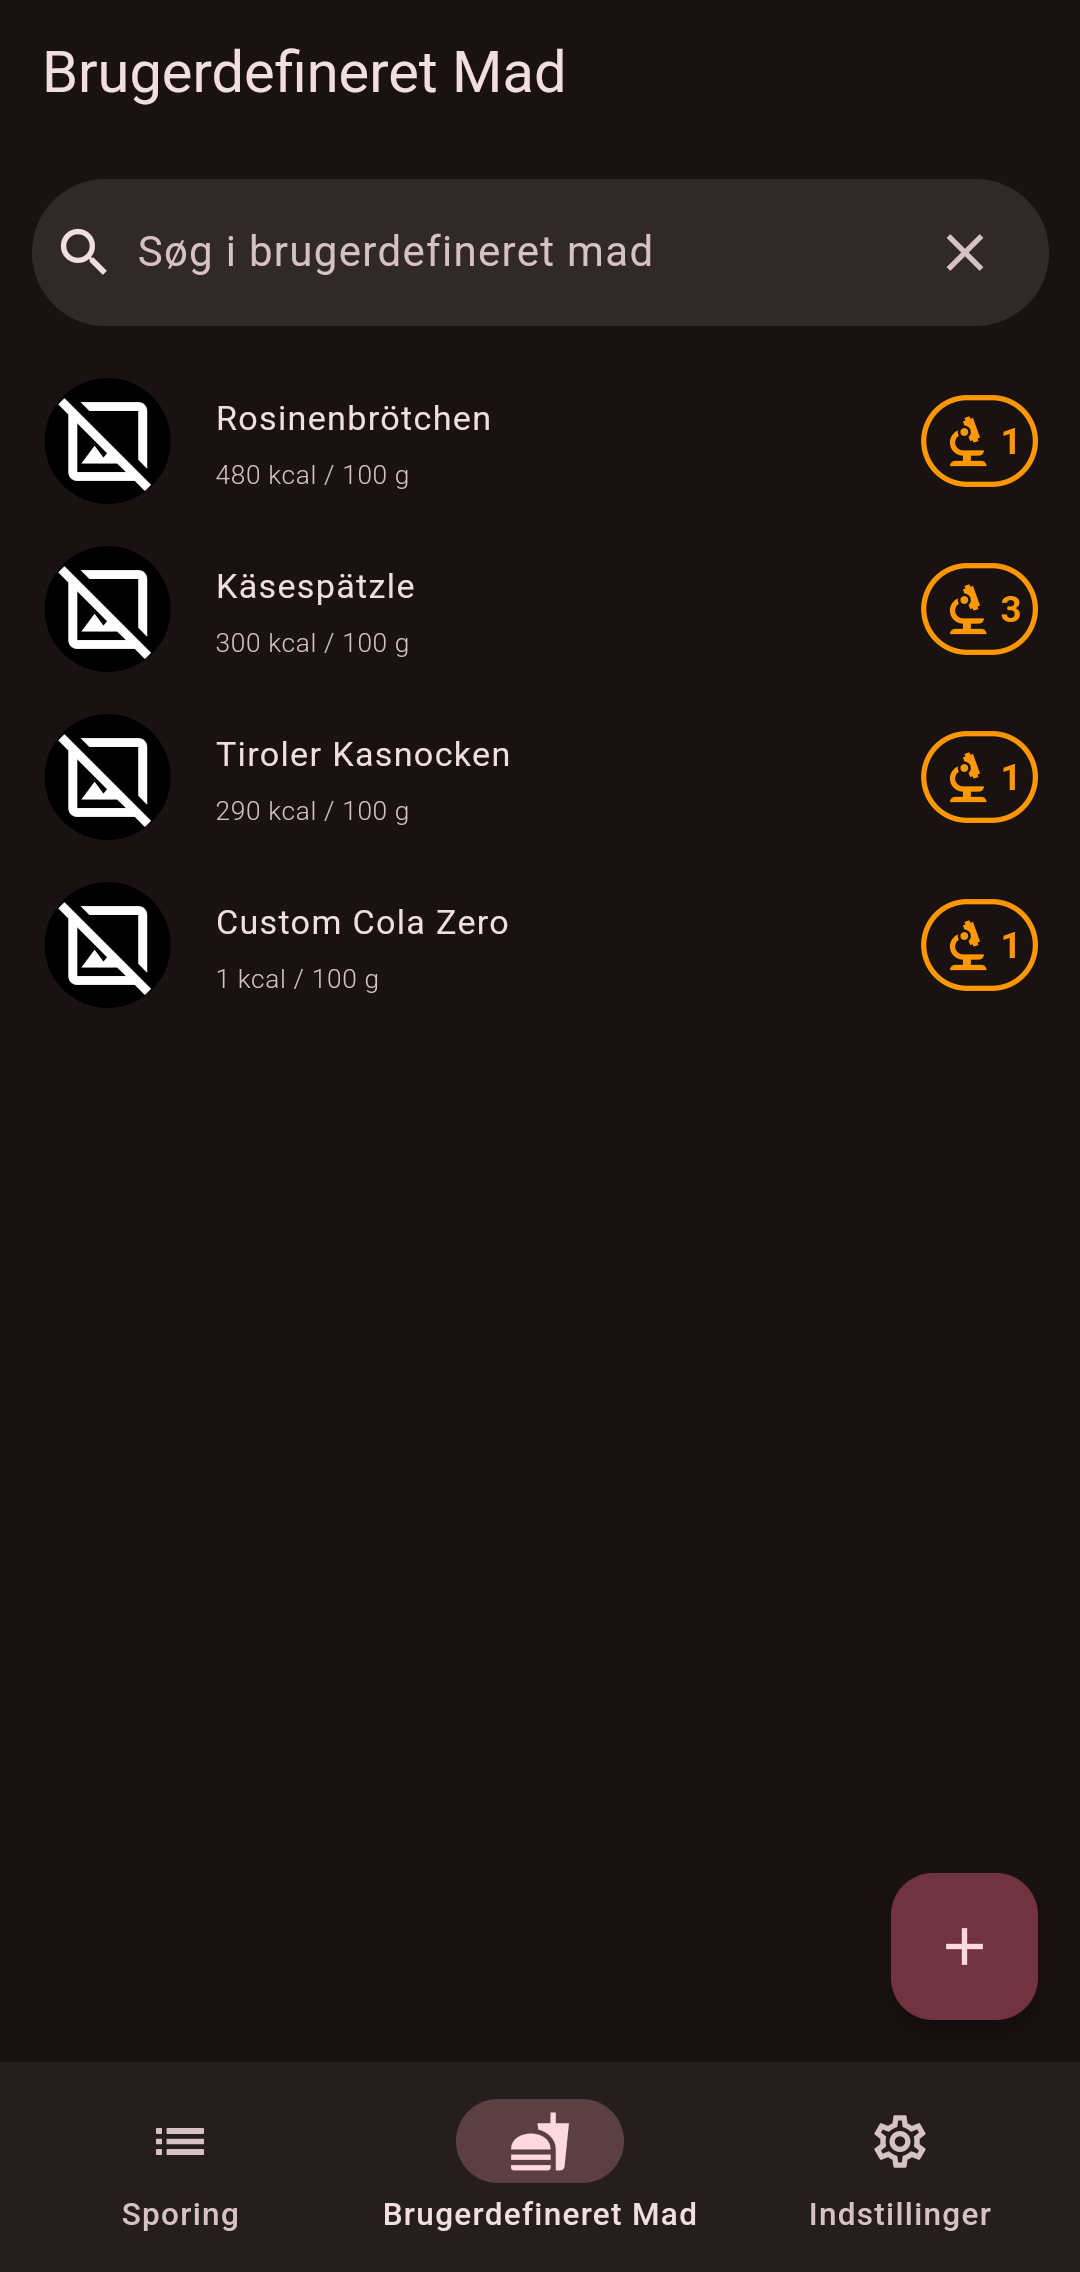 Brugerdefineret Mad
Søg i brugerdefineret mad
Rosinenbrötchen
480 kcal / 100 g
1
Käsespätzle
300 kcal / 100 g
3
Tiroler Kasnocken
290 kcal / 100 g
1
Custom Cola Zero
1 kcal / 100 g
1
Sporing
Brugerdefineret Mad
Indstillinger